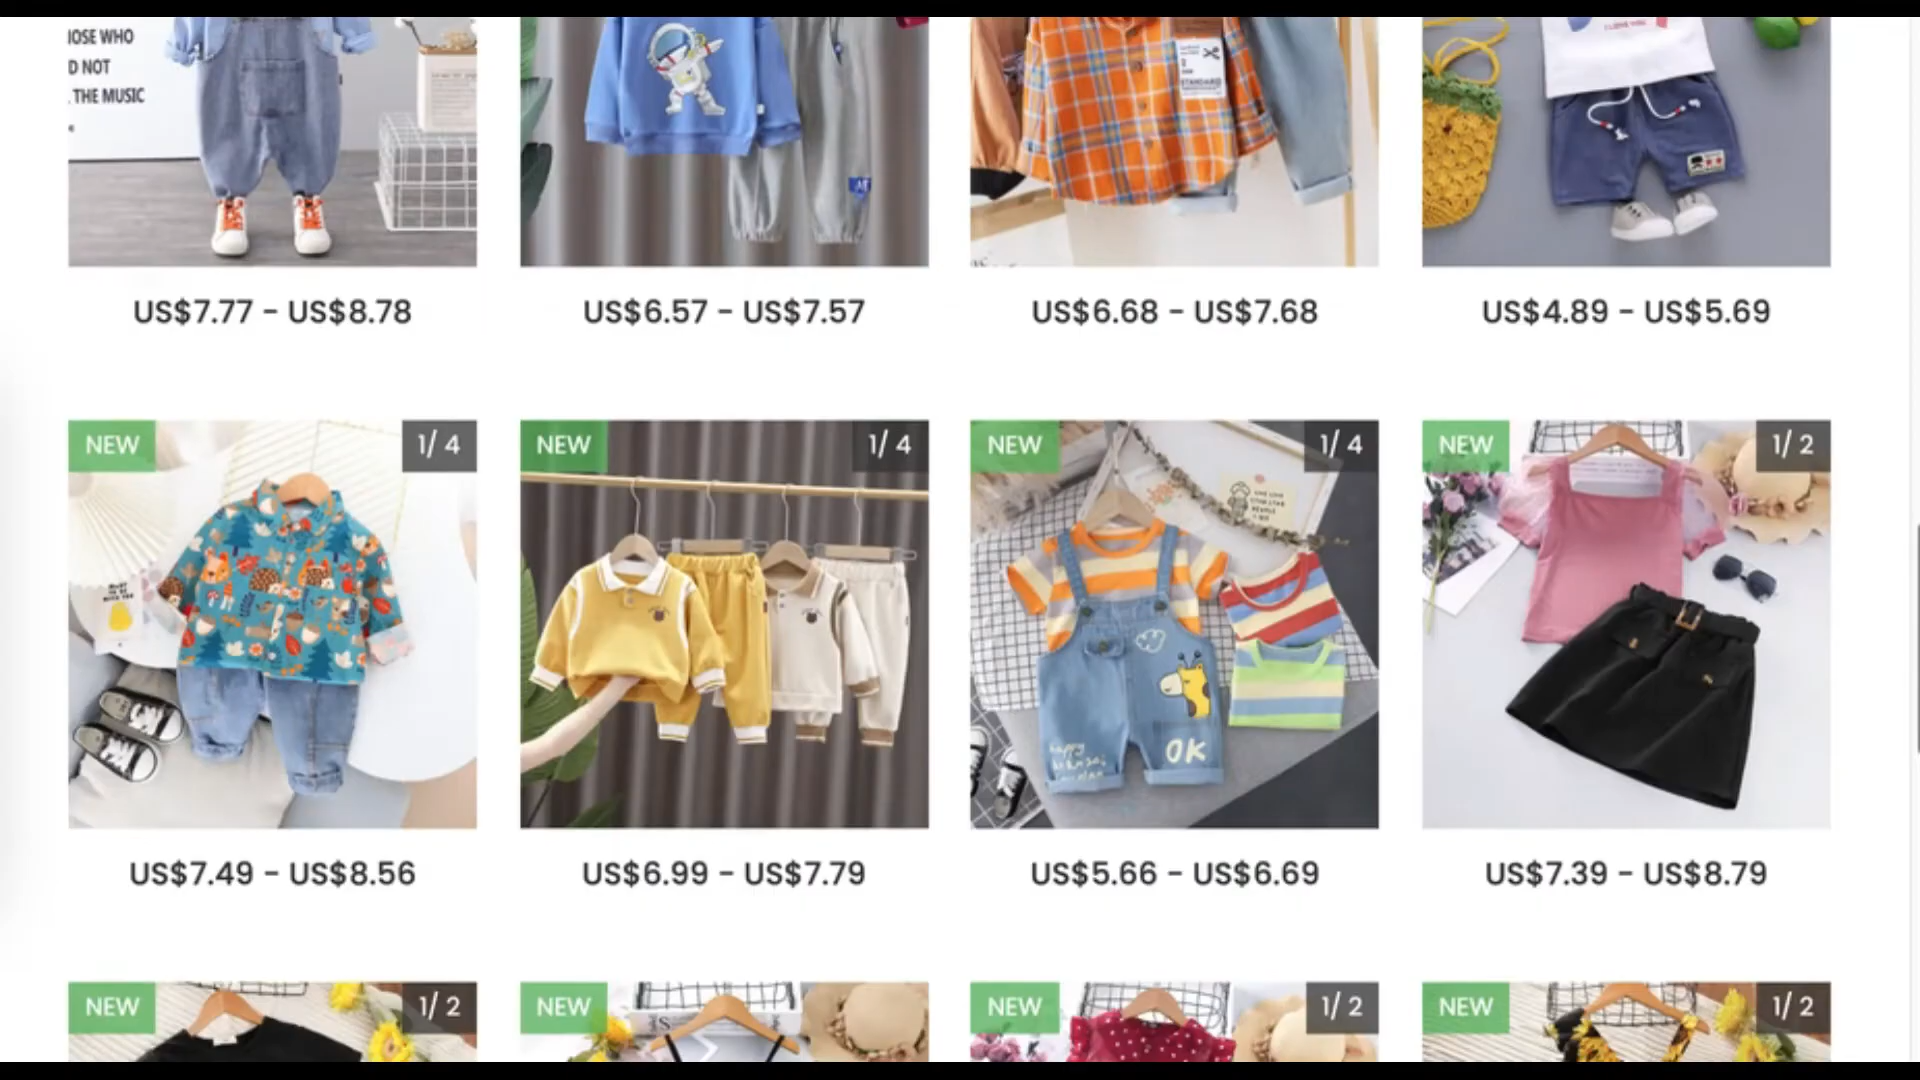 IOSE WHO
D NOT
THE MUSIC
STANDARD
US$7.77 - US$8.78
US$6.57 - US$7.57
US$6.68 - US$7.68
US$4.89 - US$5.69
NEW
1/ 4
NEW
1/ 4
NEW
1/ 4
NEW
1/ 2
OK
US$7.49 - US$8.56
US$6.99 - US$7.79
US$5.66 - US$6.69
US$7.39 - US$8.79
NEW
1/ 2
NEW
NEW
1/ 2
NEW
1/ 2